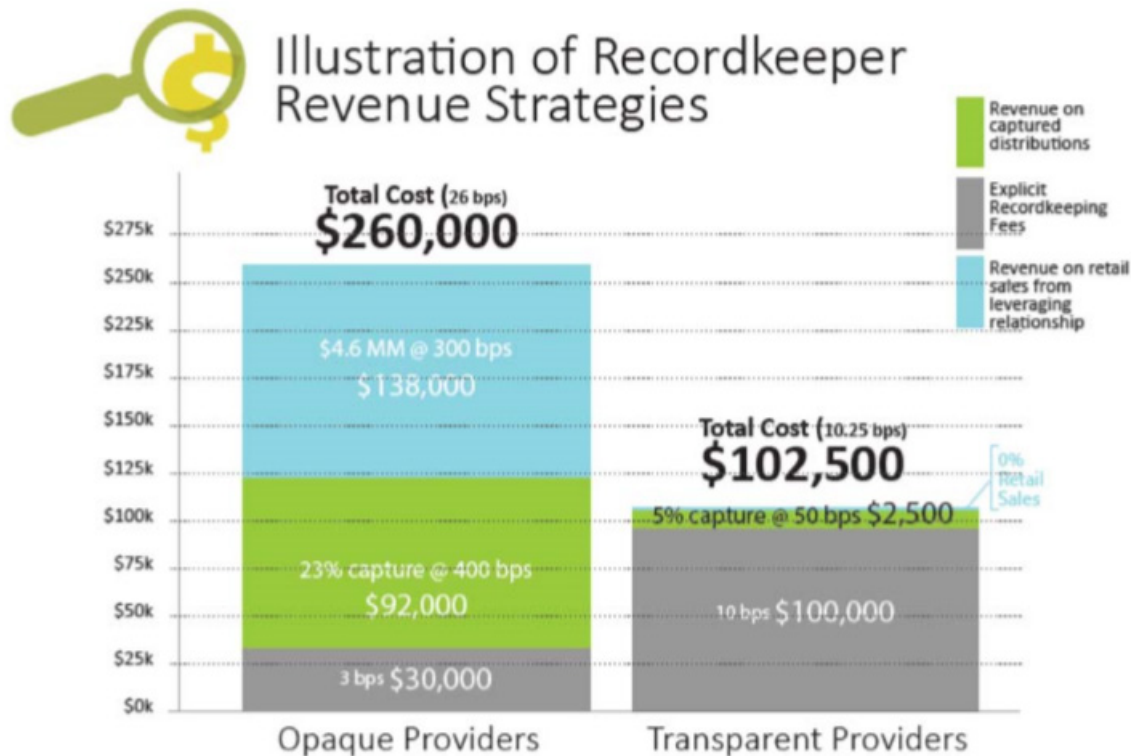 Illustration of Recordkeeper
Revenue Strategies
Revenue on
captured
distributions
Explicit
Recordkeeping
Fees
Revenue on retail
sales from
leveraging
relationship
Total Cost (26 bps)
$260,000
$275k
$250k
$225k
$175k
$150k
$125k
$100k
$75k
$50k
$25k
$0k
$4.6 MM @ 300 bps
$138,000
23% capture @ 400 bps
$92,000
3 bps $30,000
Total Cost (10.25 bps)
$102,500
0%
Retail
Sales
5% capture @ 50 bps $2,500
10 bps $100,000
Opaque Providers
Transparent Providers